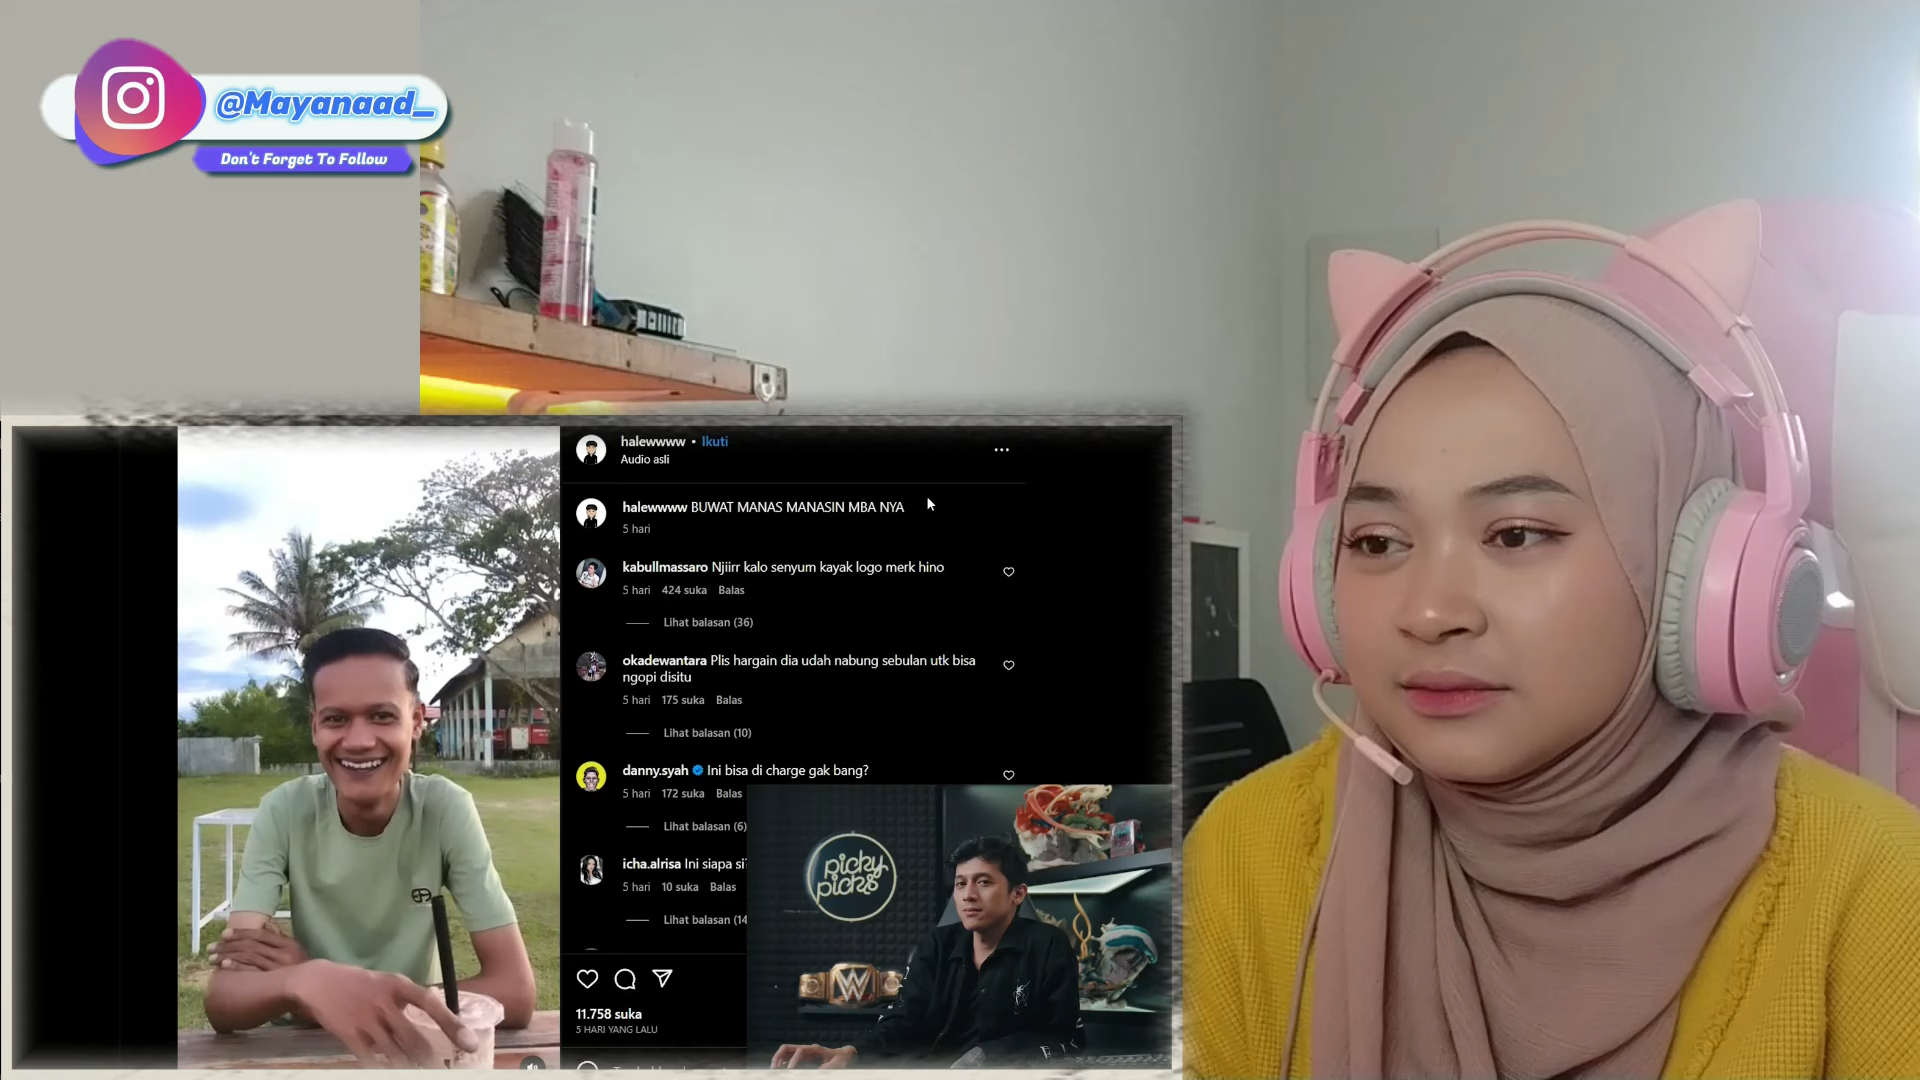 @Mayanaad_
Don't Forget To Follow
halewwww • Ikuti
Audio asli
halewwww BUWAT MANAS MANASIN MBA NYA
5 hari
kabullmassaro Njiirr kalo senyum kayak logo merk hino
5 hari 424 suka Balas
Lihat balasan (36)
okadewantara Plis hargain dia udah nabung sebulan utk bisa
ngopi disitu
5 hari 175 suka Balas
Lihat balasan (10)
danny.syah Ini bisa di charge gak bang?
5 hari 172 suka Balas
Lihat balasan (6)
icha.alrisa Ini siapa si
5 hari 10 suka Balas
Lihat balasan (14
11.758 suka
5 HARI YANG LALU
picky
picks
W